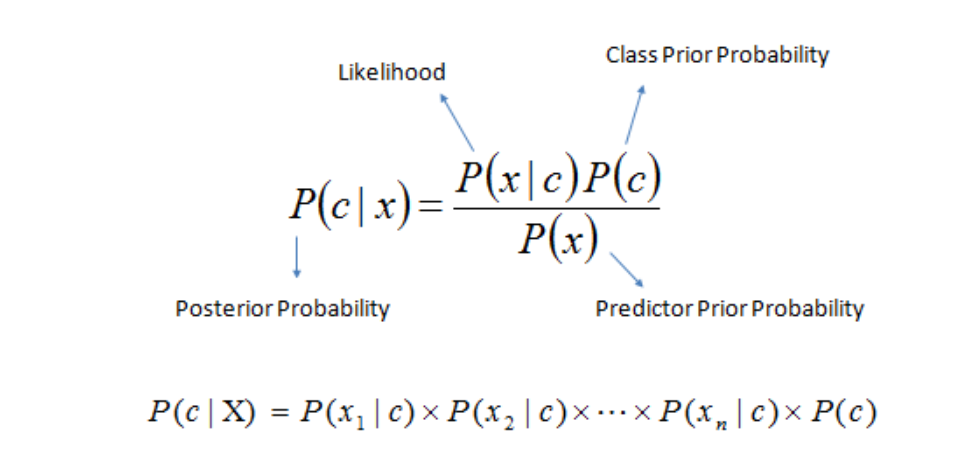 Class Prior Probability
Likelihood
P(c | x) = P(x | c)P(c) / P(x)
Posterior Probability
Predictor Prior Probability
P(c | X) = P(x₁ | c) × P(x₂ | c) × ··· × P(xₙ | c) × P(c)